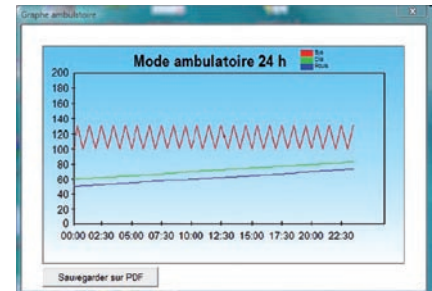 Graphe ambulatoire
Mode ambulatoire 24 h
Sys
Dia
200
180
160
140
120
100
80
60
40
20
0
00:00 02:30 05:00 07:30 10:00 12:30 15:00 17:30 20:00 22:30
Sauvegarder sur PDF